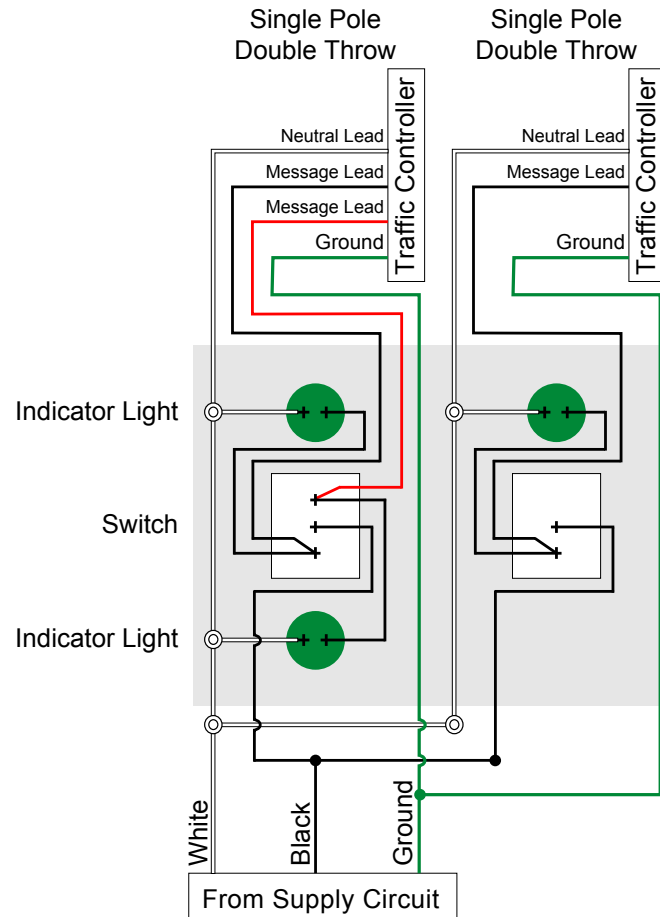 Single Pole
Double Throw
Single Pole
Double Throw
Neutral Lead
Message Lead
Message Lead
Ground
Traffic Controller
Neutral Lead
Message Lead
Ground
Traffic Controller
Indicator Light
Switch
Indicator Light
White
Black
Ground
From Supply Circuit